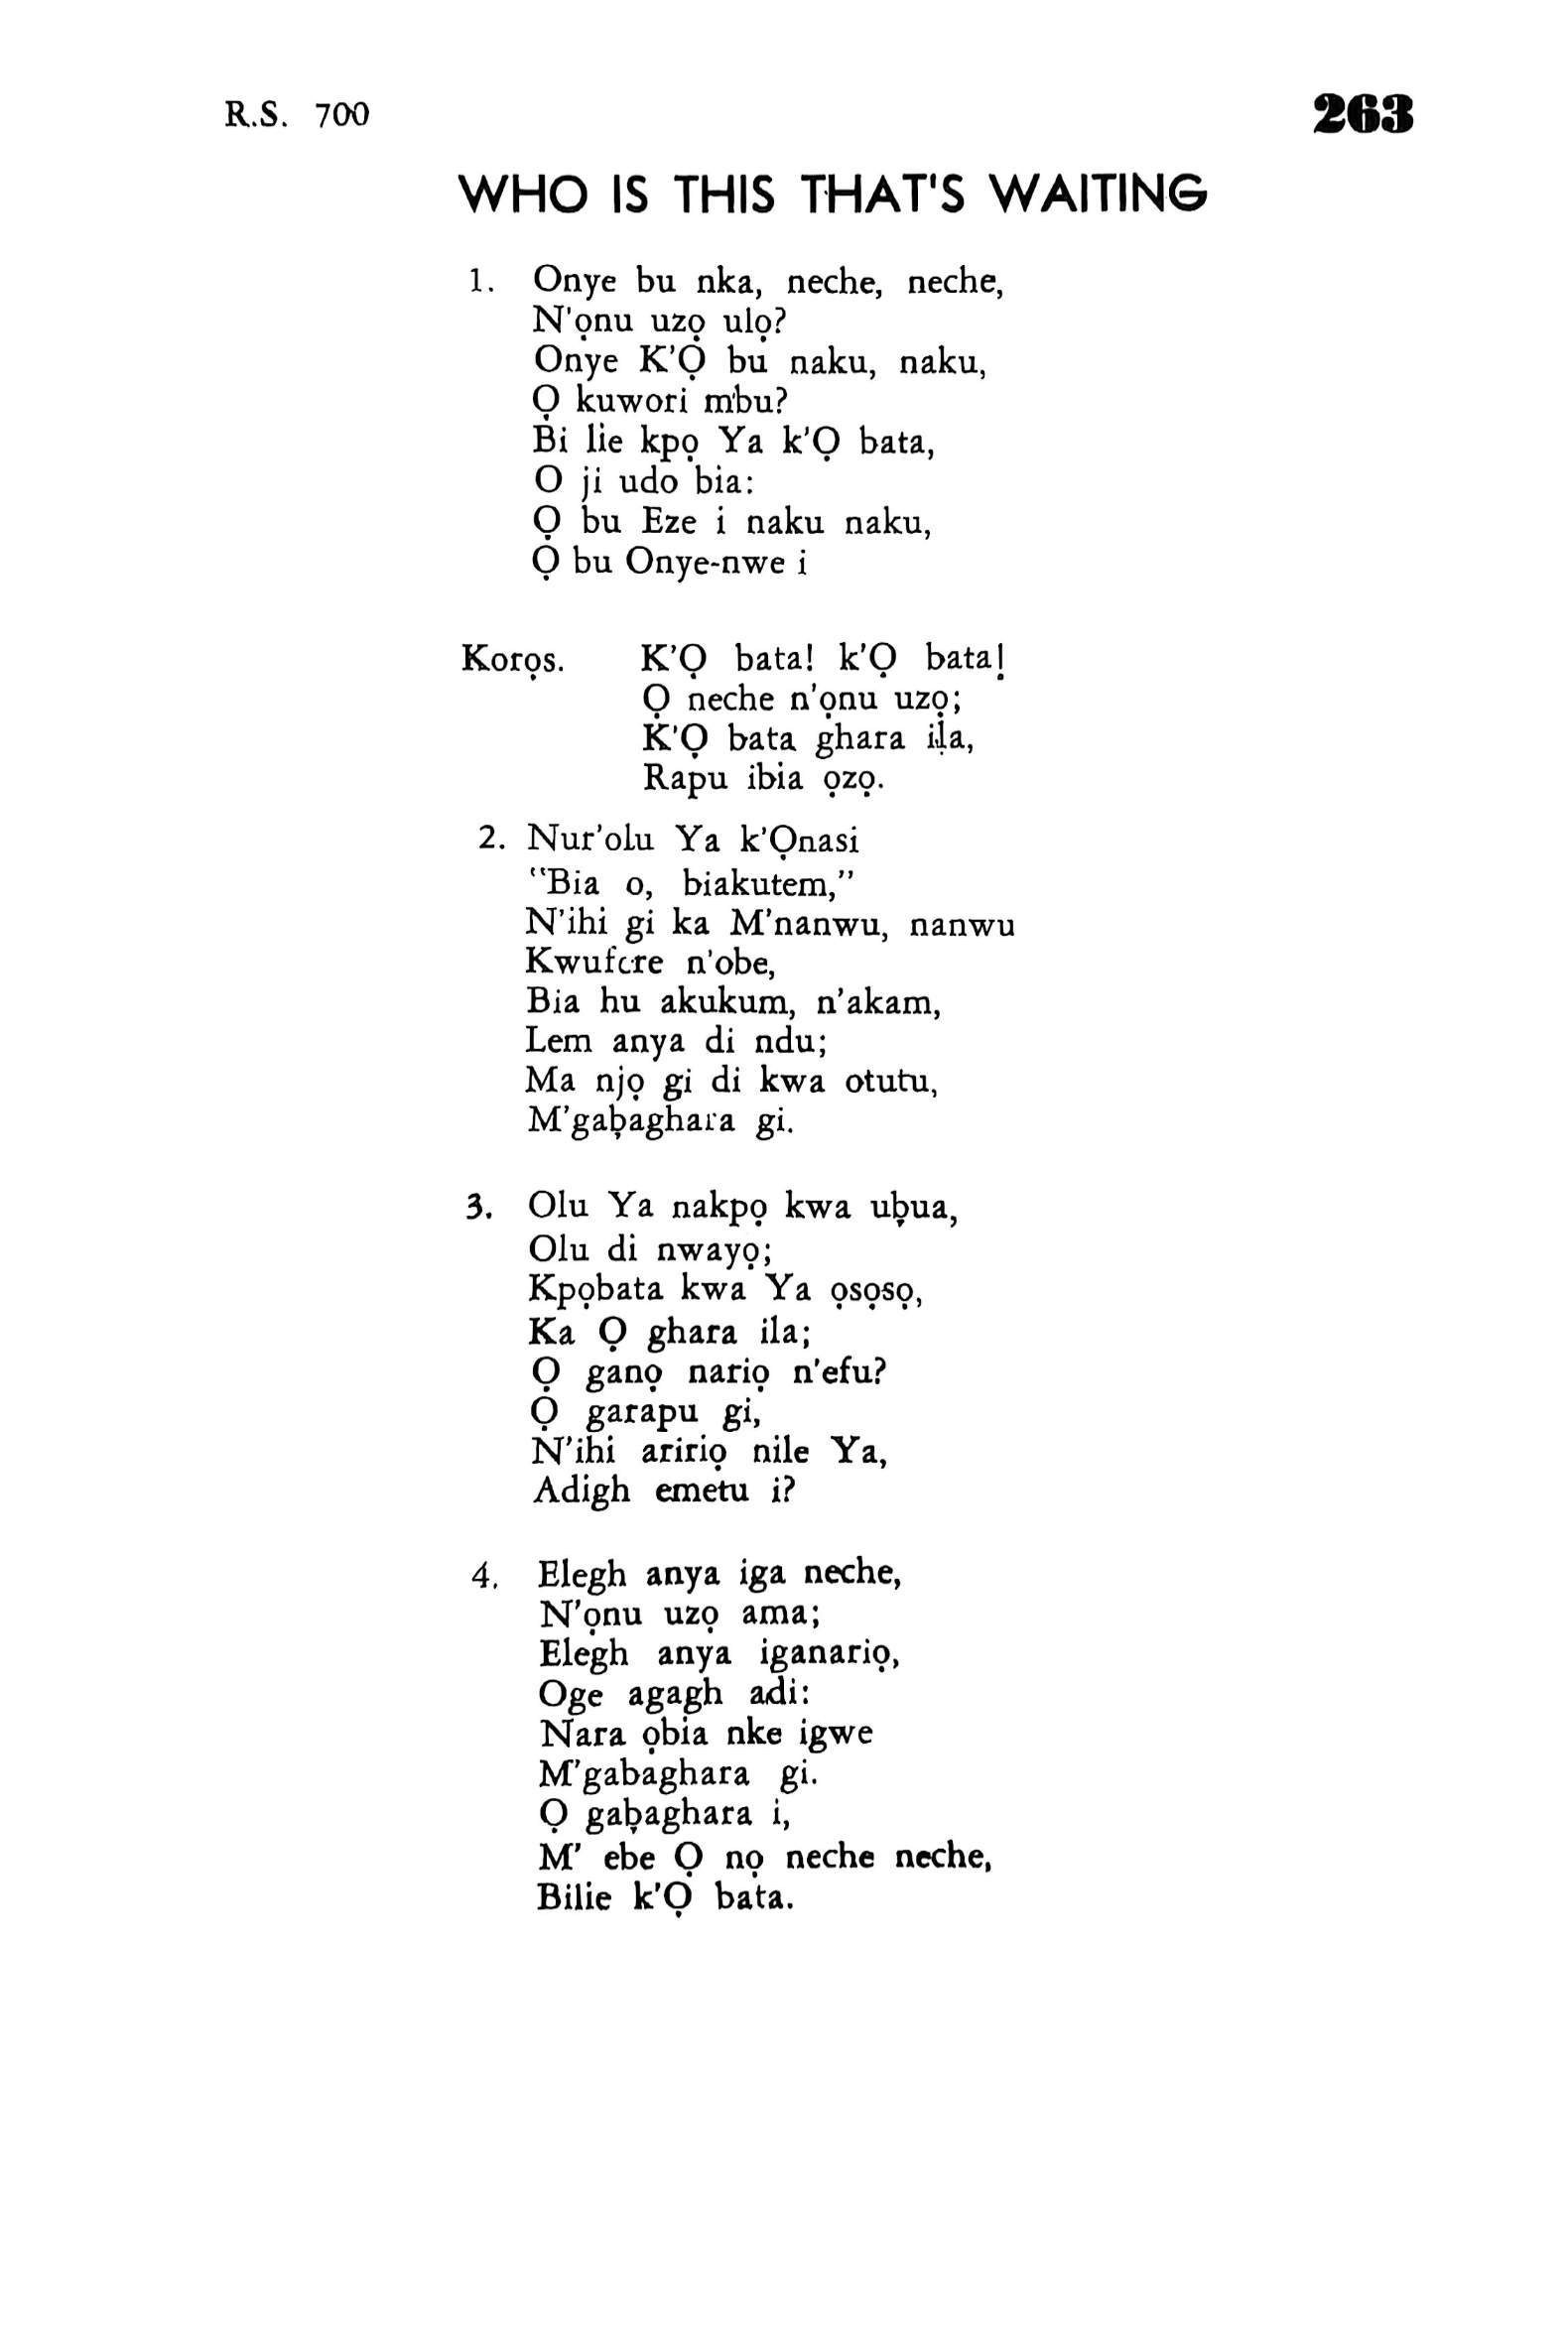 R.S. 700
263
WHO IS THIS THAT'S WAITING
1. Onye bu nka, neche, neche,
N'ọnu uzọ ulọ?
Onye K'Ọ bu naku, naku,
Ọ kuwori mbu?
Bi lie kpọ Ya k'Ọ bata,
O ji udo bia:
Ọ bu Eze i naku naku,
Ọ bu Onye-nwe i
Korọs. K'Ọ bata! k'Ọ bata!
Ọ neche n'ọnu uzọ;
K'Ọ bata ghara ila,
Rapu ibia ọzọ.
2. Nur'olu Ya k'Ọnasi
"Bia o, biakutem,"
N'ihi gi ka M'nanwu, nanwu
Kwufere n'obe,
Bia hu akukum, n'akam,
Lem anya di ndu;
Ma njọ gi di kwa otutu,
M'gaḅaghara gi.
3. Olu Ya nakpọ kwa uḅua,
Olu di nwayọ;
Kpọbata kwa Ya ọsọsọ,
Ka Ọ ghara ila;
Ọ ganọ nariọ n'efu?
Ọ garapu gi,
N'ihi aririọ nile Ya,
Adigh emetu i?
4. Elegh anya iga neche,
N'ọnu uzọ ama;
Elegh anya iganariọ,
Oge agagh adi:
Nara ọbia nke igwe
M'gabaghara gi.
Ọ gaḅaghara i,
M' ebe Ọ nọ neche neche,
Bilie k'Ọ bata.